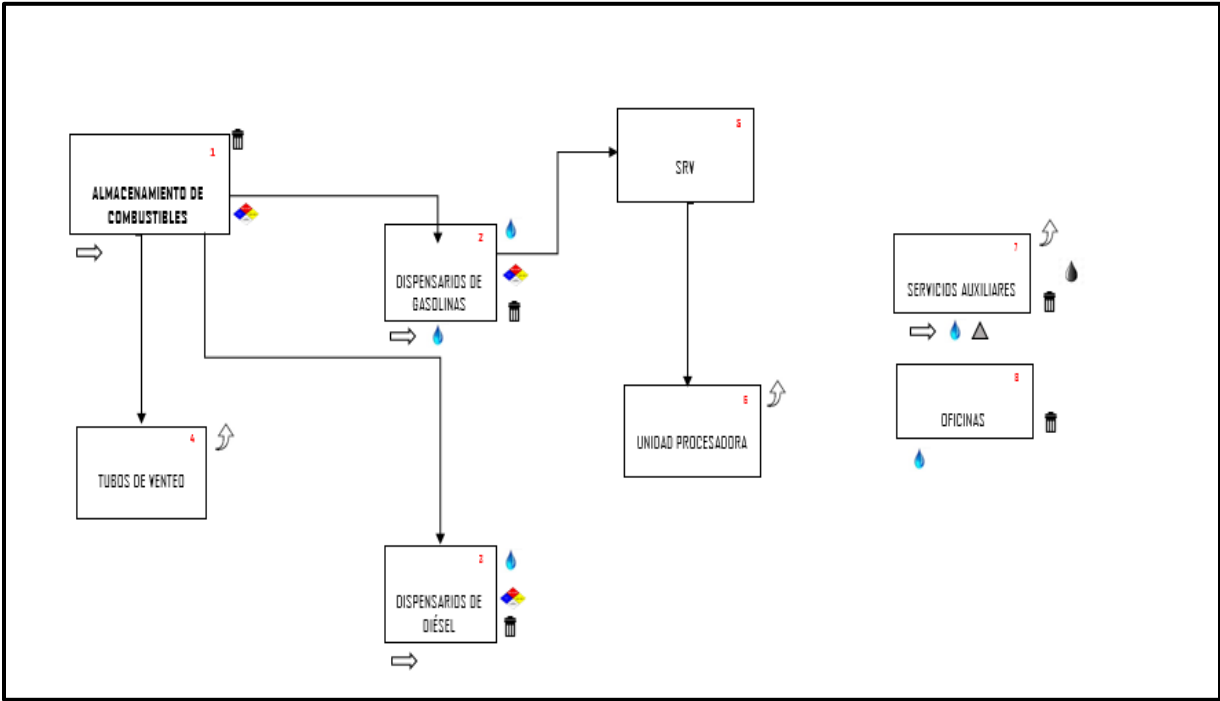 1
ALMACENAMIENTO DE
COMBUSTIBLES
2
DISPENSARIOS DE
GASOLINAS
3
DISPENSARIOS DE
DIÉSEL
4
TUBOS DE VENTEO
5
SRV
6
UNIDAD PROCESADORA
7
SERVICIOS AUXILIARES
8
OFICINAS